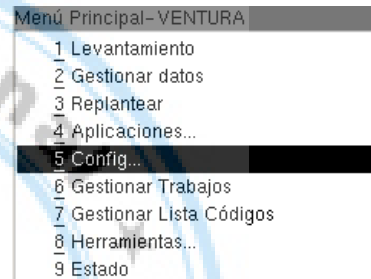 Menú Principal-VENTURA
1 Levantamiento
2 Gestionar datos
3 Replantear
4 Aplicaciones...
5 Config...
6 Gestionar Trabajos
7 Gestionar Lista Códigos
8 Herramientas...
9 Estado